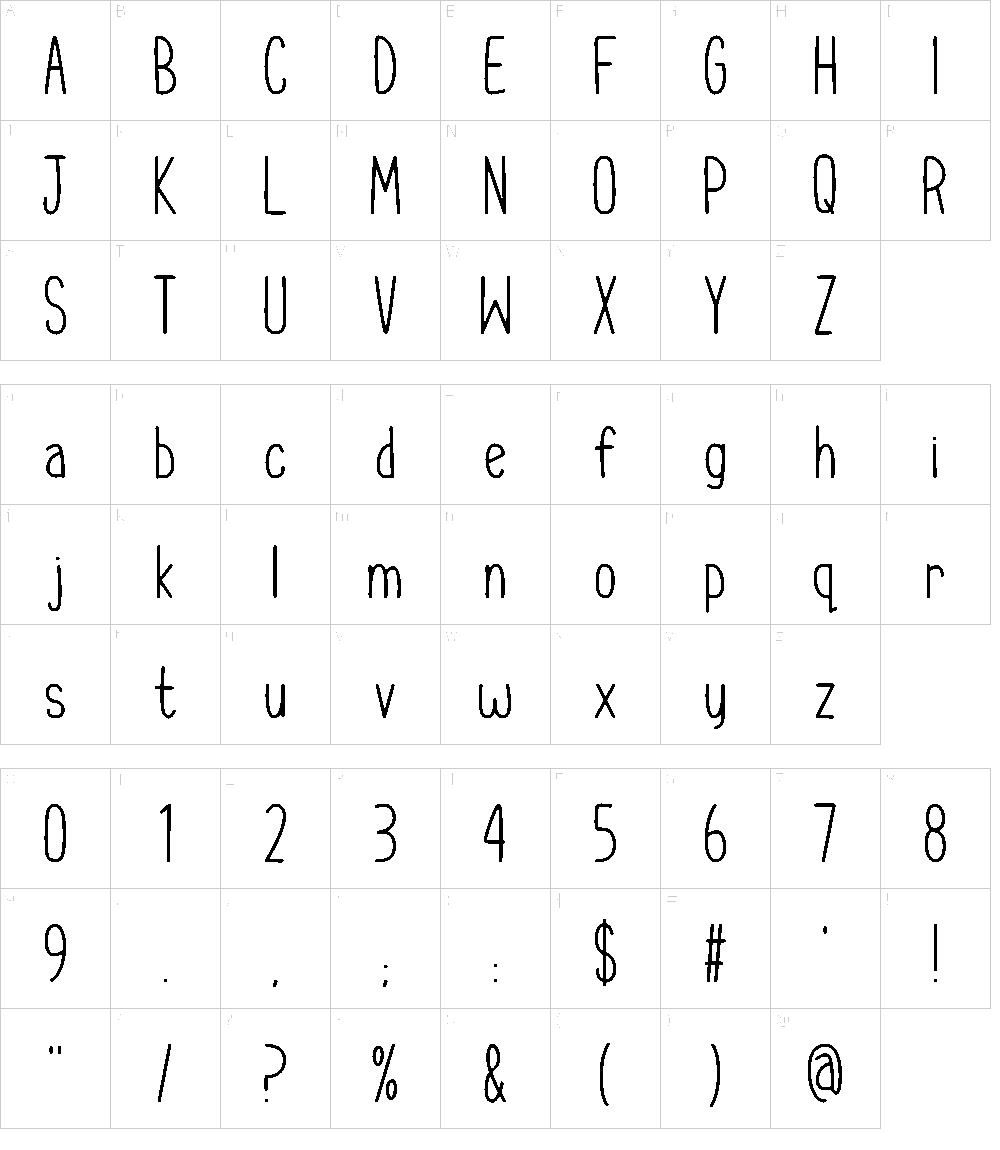 A B C D E F G H I
J K L M N O P Q R
S T U V W X Y Z
a b c d e f g h i
j k l m n o p q r
s t u v w x y z
0 1 2 3 4 5 6 7 8
9 . , ; : $ # ' !
" / ? % & ( ) @